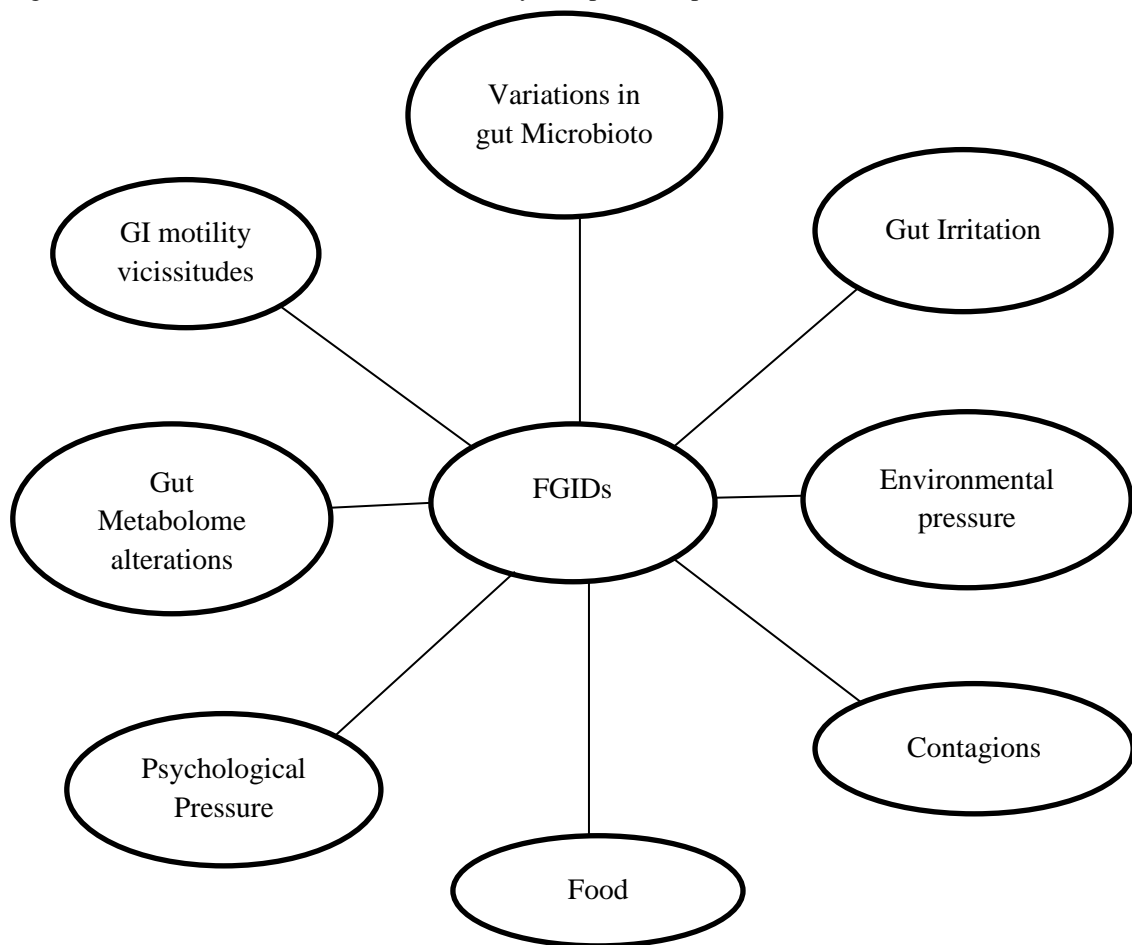 Variations in
gut Microbioto
GI motility
vicissitudes
Gut Irritation
Gut
Metabolome
alterations
FGIDs
Environmental
pressure
Psychological
Pressure
Contagions
Food